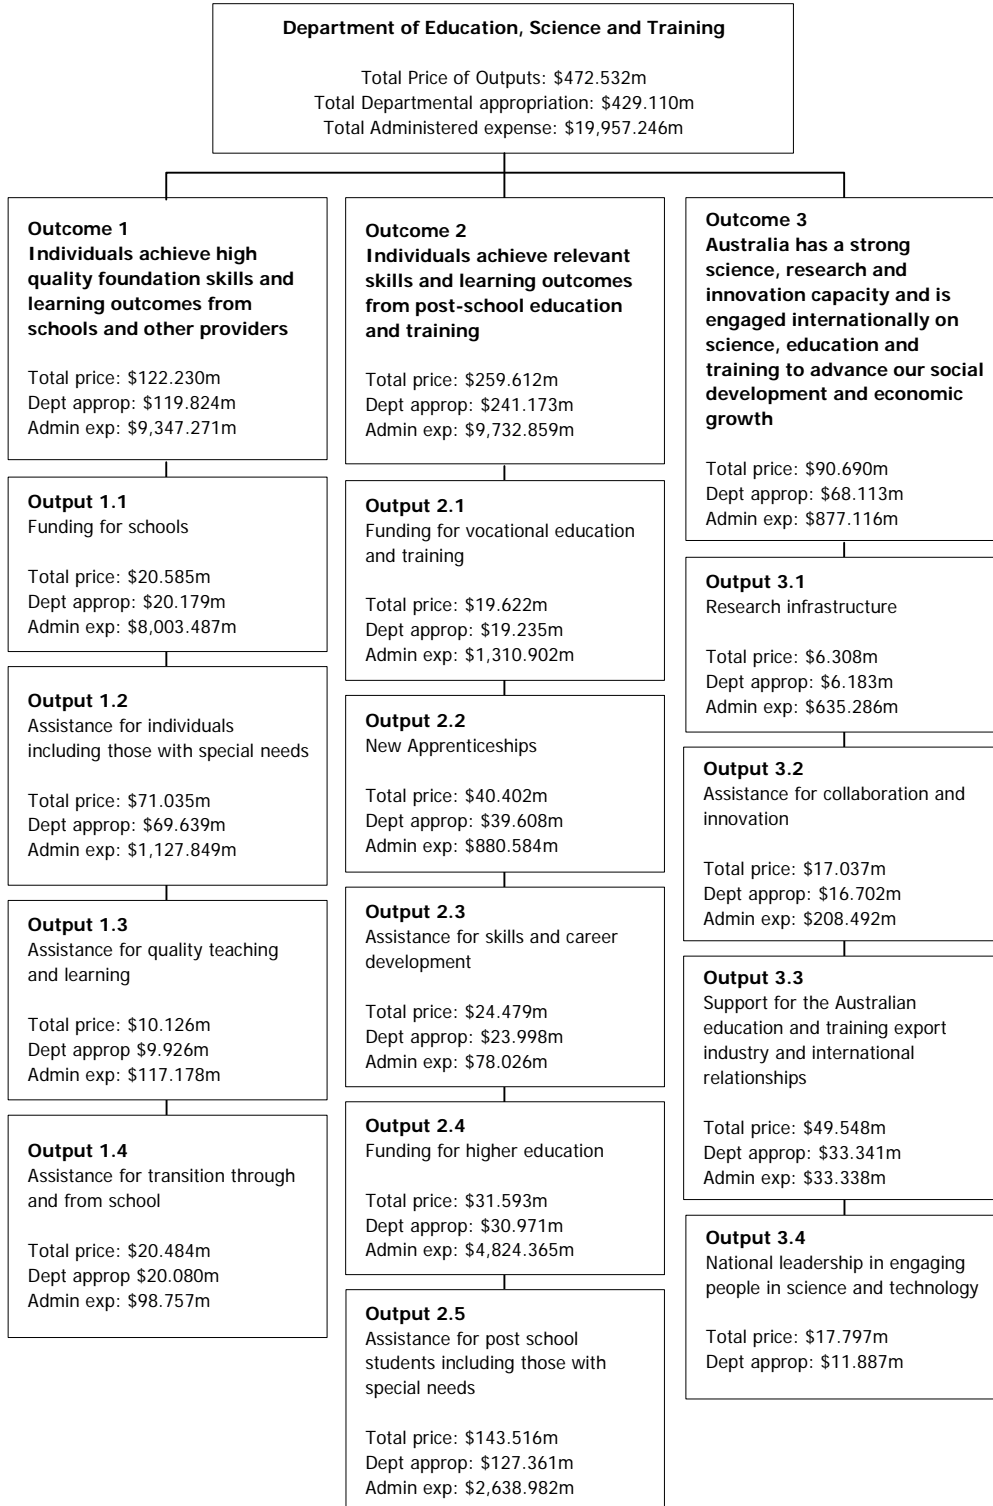 Department of Education, Science and Training
Total Price of Outputs: $472.532m
Total Departmental appropriation: $429.110m
Total Administered expense: $19,957.246m
Outcome 1
Individuals achieve high
quality foundation skills and
learning outcomes from
schools and other providers
Total price: $122.230m
Dept approp: $119.824m
Admin exp: $9,347.271m
Output 1.1
Funding for schools
Total price: $20.585m
Dept approp: $20.179m
Admin exp: $8,003.487m
Output 1.2
Assistance for individuals
including those with special needs
Total price: $71.035m
Dept approp: $69.639m
Admin exp: $1,127.849m
Output 1.3
Assistance for quality teaching
and learning
Total price: $10.126m
Dept approp $9.926m
Admin exp: $117.178m
Output 1.4
Assistance for transition through
and from school
Total price: $20.484m
Dept approp $20.080m
Admin exp: $98.757m
Outcome 2
Individuals achieve relevant
skills and learning outcomes
from post-school education
and training
Total price: $259.612m
Dept approp: $241.173m
Admin exp: $9,732.859m
Output 2.1
Funding for vocational education
and training
Total price: $19.622m
Dept approp: $19.235m
Admin exp: $1,310.902m
Output 2.2
New Apprenticeships
Total price: $40.402m
Dept approp: $39.608m
Admin exp: $880.584m
Output 2.3
Assistance for skills and career
development
Total price: $24.479m
Dept approp: $23.998m
Admin exp: $78.026m
Output 2.4
Funding for higher education
Total price: $31.593m
Dept approp: $30.971m
Admin exp: $4,824.365m
Output 2.5
Assistance for post school
students including those with
special needs
Total price: $143.516m
Dept approp: $127.361m
Admin exp: $2,638.982m
Outcome 3
Australia has a strong
science, research and
innovation capacity and is
engaged internationally on
science, education and
training to advance our social
development and economic
growth
Total price: $90.690m
Dept approp: $68.113m
Admin exp: $877.116m
Output 3.1
Research infrastructure
Total price: $6.308m
Dept approp: $6.183m
Admin exp: $635.286m
Output 3.2
Assistance for collaboration and
innovation
Total price: $17.037m
Dept approp: $16.702m
Admin exp: $208.492m
Output 3.3
Support for the Australian
education and training export
industry and international
relationships
Total price: $49.548m
Dept approp: $33.341m
Admin exp: $33.338m
Output 3.4
National leadership in engaging
people in science and technology
Total price: $17.797m
Dept approp: $11.887m